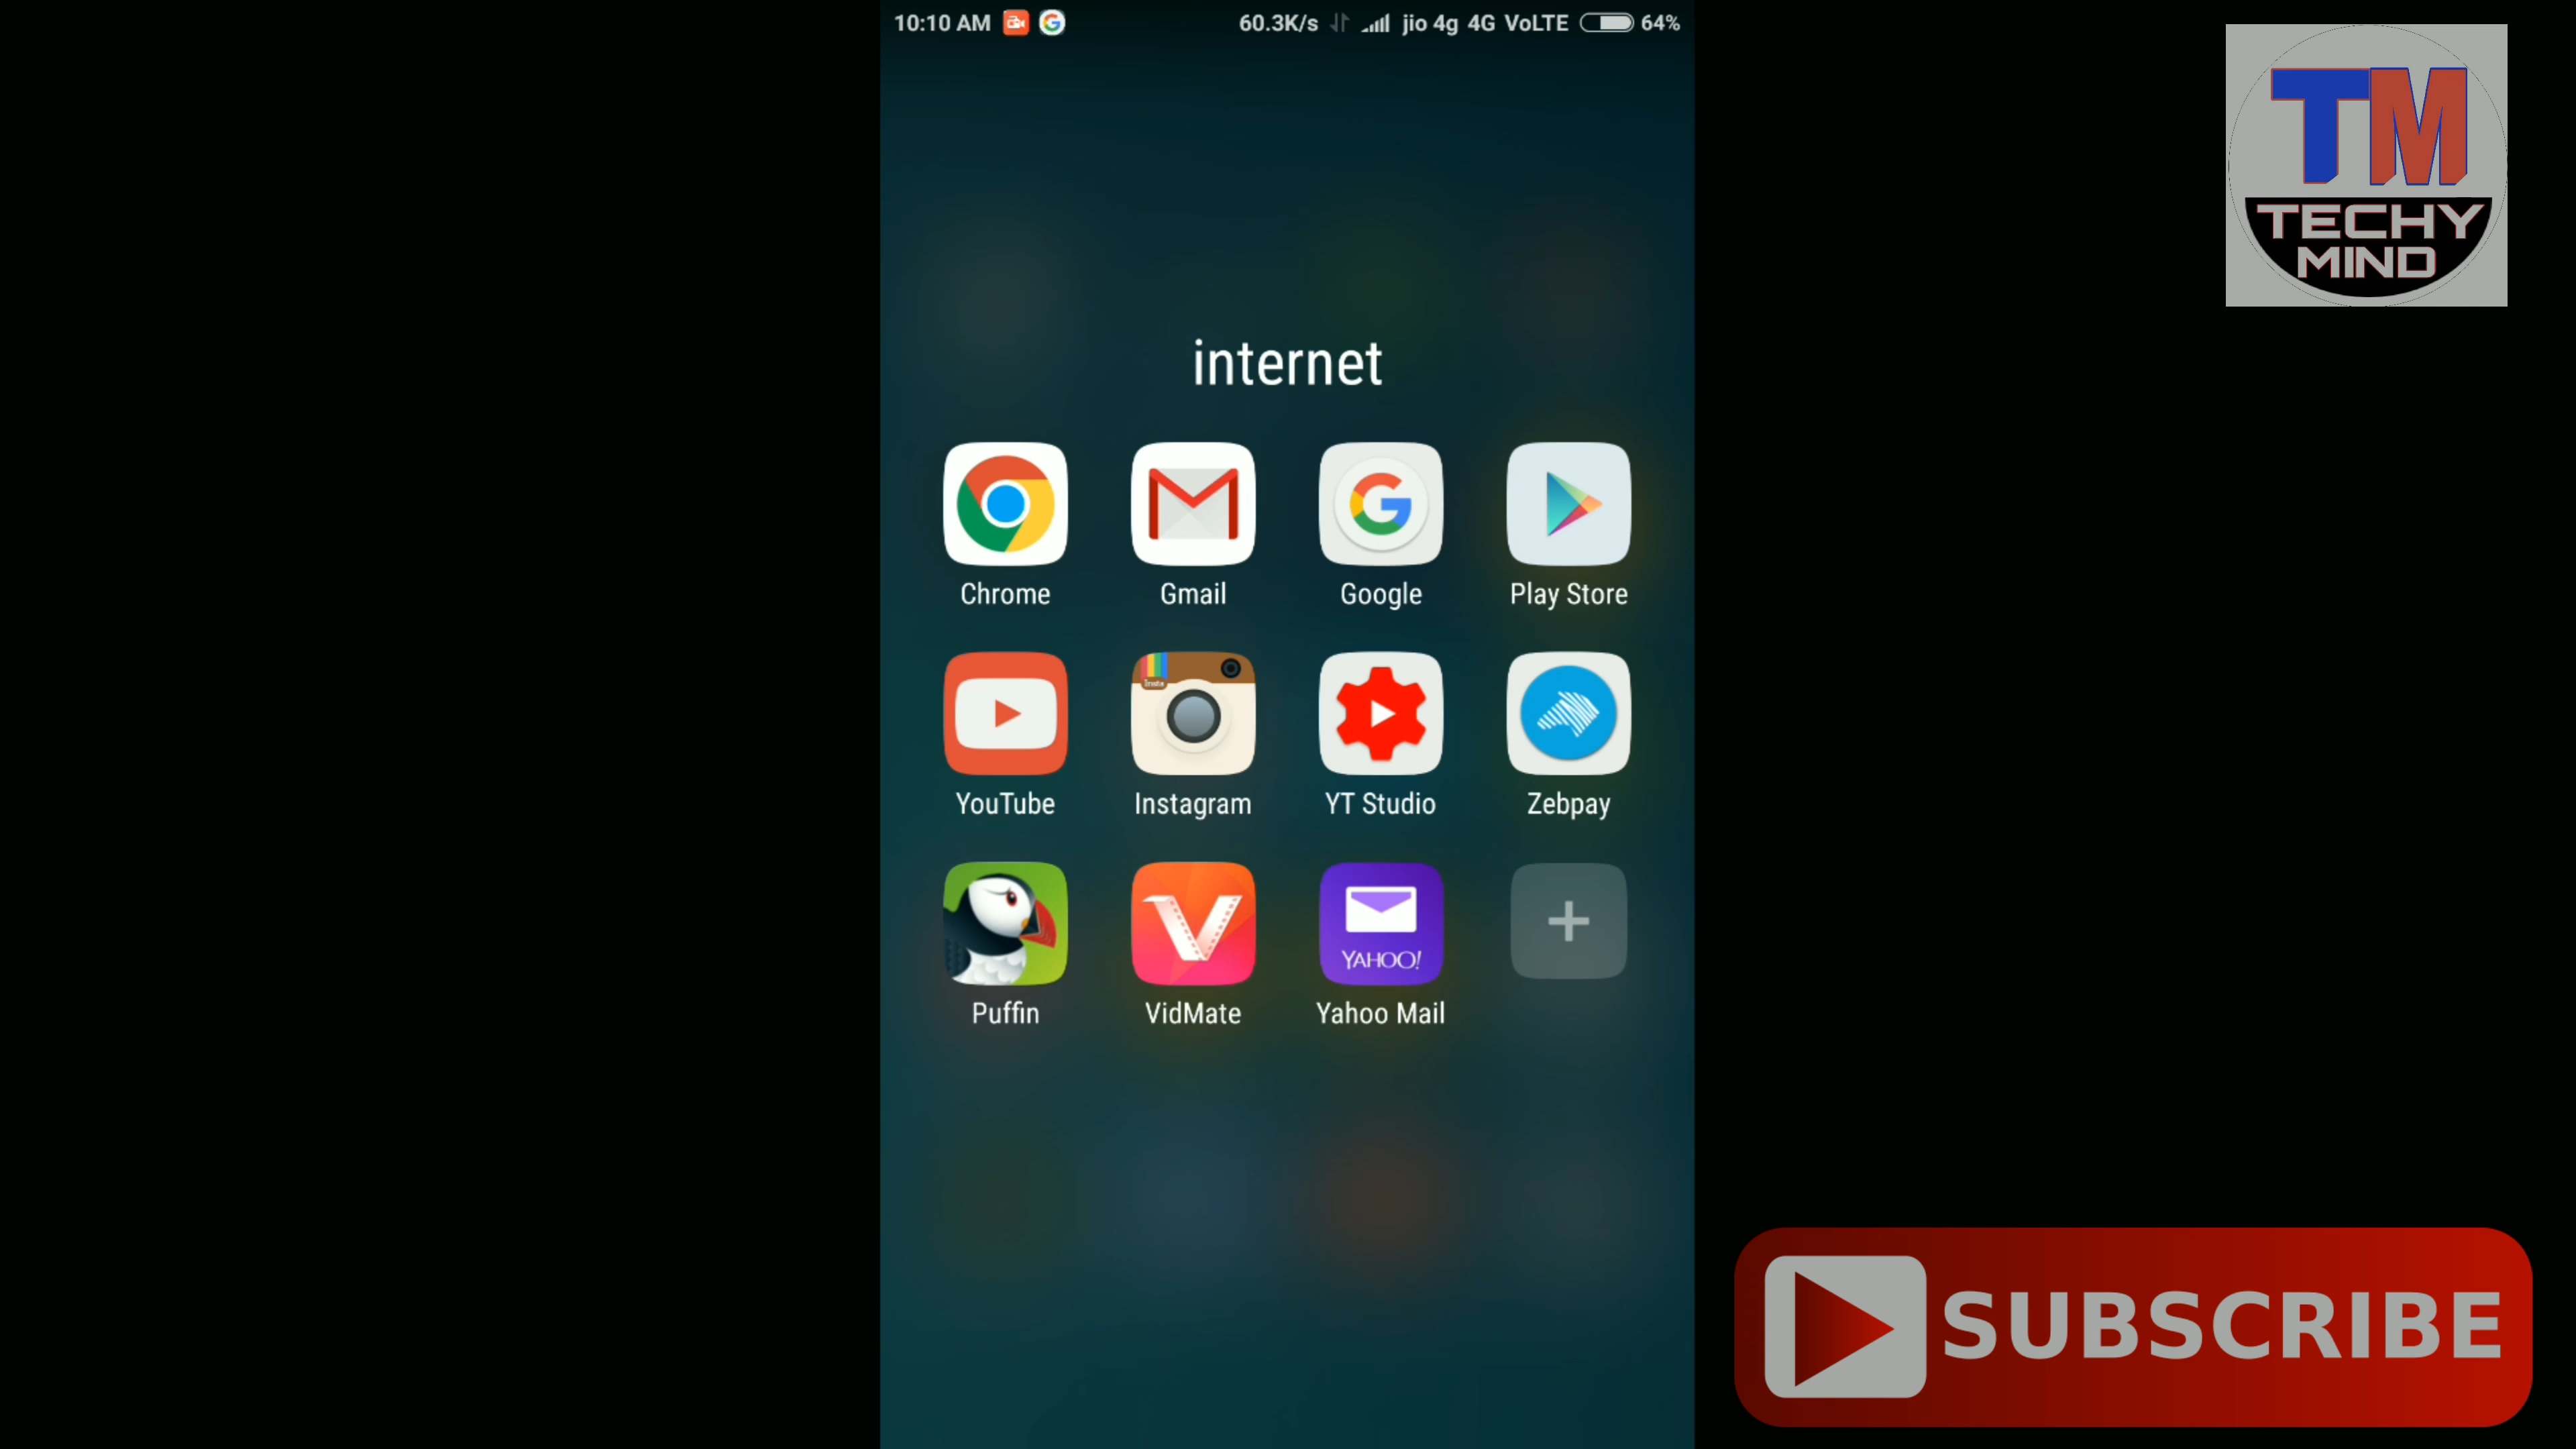 10:10 AM 60.3K/s jio 4g 4G VoLTE 64%
TM
TECHY
MIND
internet
Chrome Gmail Google Play Store
Insta
YouTube Instagram YT Studio Zebpay
YAHOO!
Puffin VidMate Yahoo Mail
SUBSCRIBE